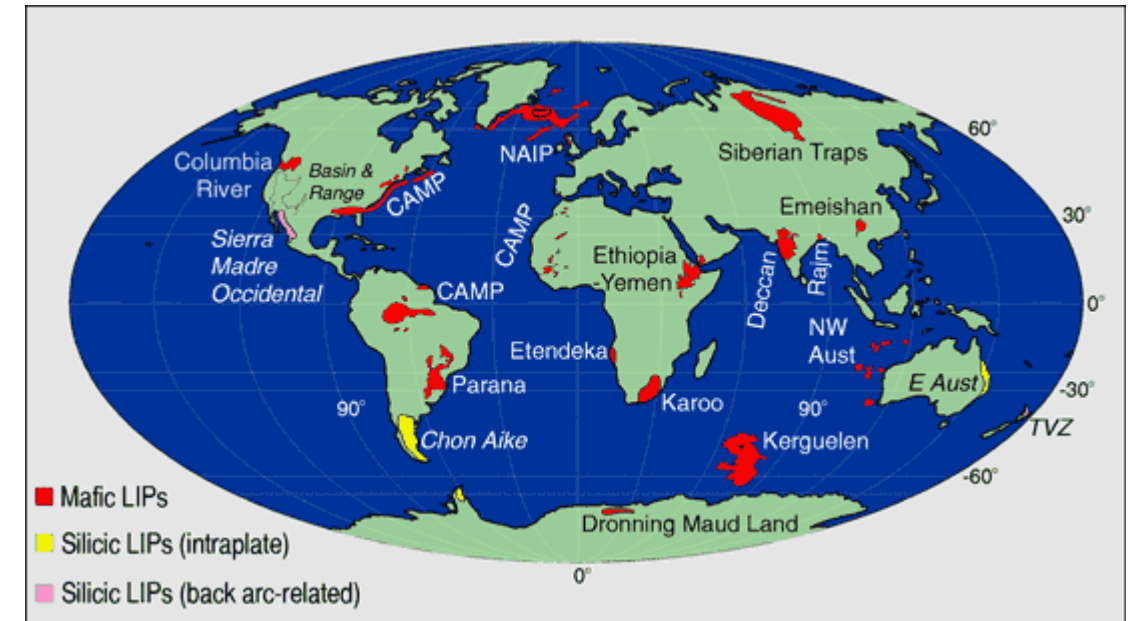 60°
Columbia
River
Basin &
Range
CAMP
NAIP
Siberian Traps
CAMP
Emeishan
30°
Sierra
Madre
Occidental
Ethiopia
-Yemen
Deccan
Rajm
CAMP
0°
NW
Aust
Etendeka
Parana
Karoo
E Aust
-30°
90°
90°
TVZ
Chon Aike
Kerguelen
-60°
Mafic LIPs
Dronning Maud Land
Silicic LIPs (intraplate)
0°
Silicic LIPs (back arc-related)